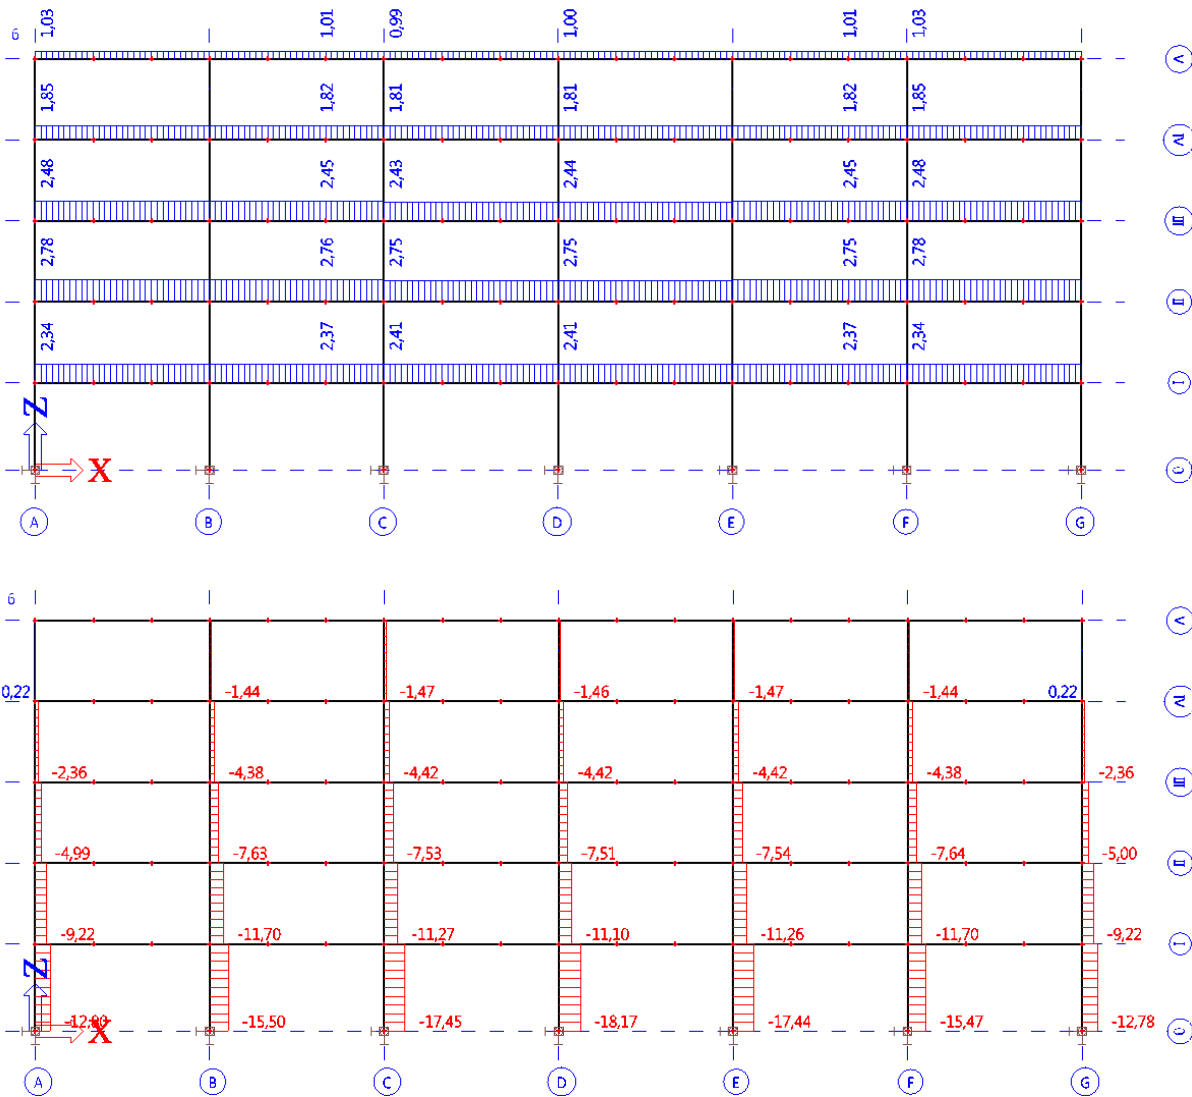 6 1,03 1,01 0,99 1,00 1,01 1,03
V
1,85 1,82 1,81 1,81 1,82 1,85
IV
2,48 2,45 2,43 2,44 2,45 2,48
III
2,78 2,76 2,75 2,75 2,75 2,78
II
2,34 2,37 2,41 2,41 2,37 2,34
I
Z
X 0
A B C D E F G
6
V
0,22 -1,44 -1,47 -1,46 -1,47 -1,44 0,22 IV
-2,36 -4,38 -4,42 -4,42 -4,42 -4,38 -2,36 III
-4,99 -7,63 -7,53 -7,51 -7,54 -7,64 -5,00 II
-9,22 -11,70 -11,27 -11,10 -11,26 -11,70 -9,22 I
Z
X -15,50 -17,45 -18,17 -17,44 -15,47 -12,78 0
A B C D E F G